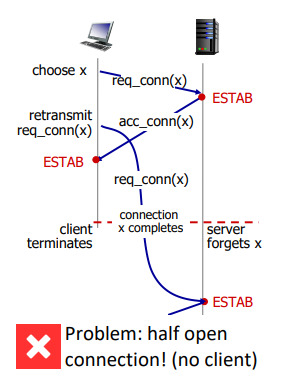 choose x
req_conn(x)
ESTAB
retransmit
req_conn(x)
acc_conn(x)
ESTAB
req_conn(x)
connection
x completes
client
terminates
server
forgets x
ESTAB
Problem: half open
connection! (no client)